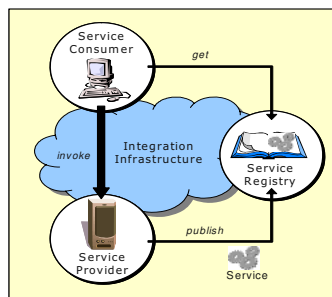 Service
Consumer
get
Integration
Infrastructure
invoke
Service
Registry
Service
Provider
publish
Service